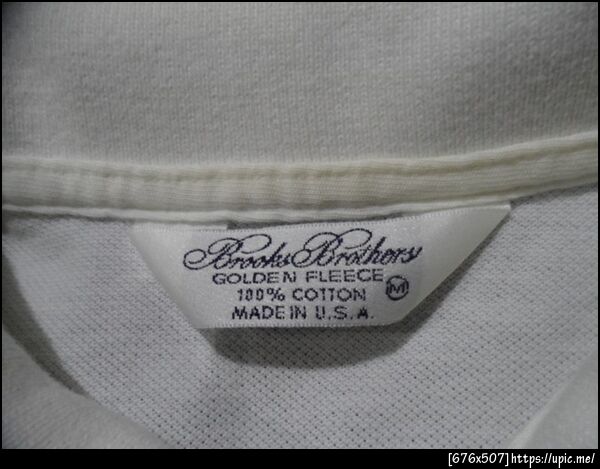 Brooks Brothers
GOLDEN FLEECE
100% COTTON M
MADE IN U.S.A.
[676x507]https://upic.me/